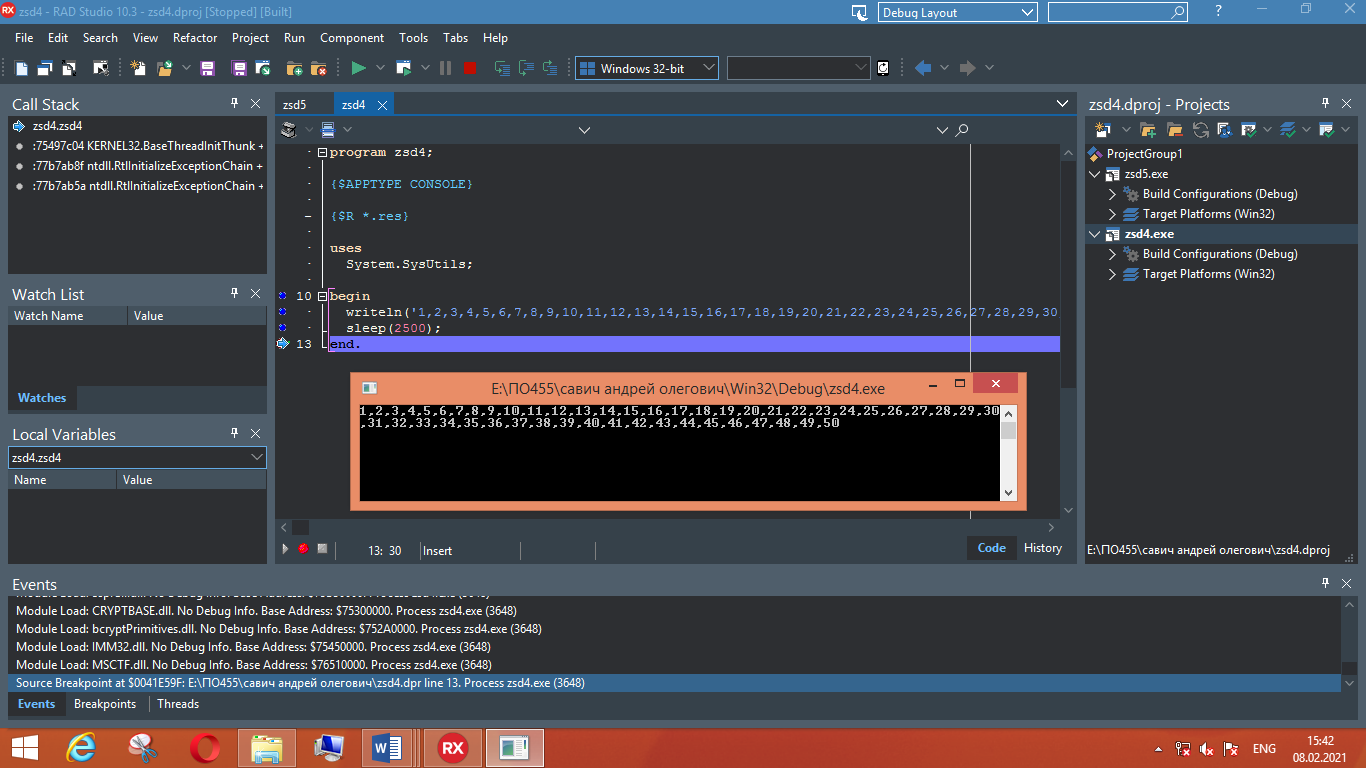 zsd4 - RAD Studio 10.3 - zsd4.dproj [Stopped] [Built]
Debug Layout
?
File Edit Search View Refactor Project Run Component Tools Tabs Help
Windows 32-bit
Call Stack
zsd4.zsd4
:75497c04 KERNEL32.BaseThreadInitThunk +
:77b7ab8f ntdll.RtlInitializeExceptionChain +
:77b7ab5a ntdll.RtlInitializeExceptionChain +
Watch List
Watch Name Value
Watches
Local Variables
zsd4.zsd4
Name Value
zsd5 zsd4
program zsd4;
{$APPTYPE CONSOLE}
{$R *.res}
uses
System.SysUtils;
10 begin
writeln('1,2,3,4,5,6,7,8,9,10,11,12,13,14,15,16,17,18,19,20,21,22,23,24,25,26,27,28,29,30
sleep(2500);
13 end.
E:\ПО455\савич андрей олегович\Win32\Debug\zsd4.exe
1,2,3,4,5,6,7,8,9,10,11,12,13,14,15,16,17,18,19,20,21,22,23,24,25,26,27,28,29,30
,31,32,33,34,35,36,37,38,39,40,41,42,43,44,45,46,47,48,49,50
13: 30 Insert
Code History
zsd4.dproj - Projects
ProjectGroup1
zsd5.exe
Build Configurations (Debug)
Target Platforms (Win32)
zsd4.exe
Build Configurations (Debug)
Target Platforms (Win32)
E:\ПО455\савич андрей олегович\zsd4.dproj
Events
Module Load: CRYPTBASE.dll. No Debug Info. Base Address: $75300000. Process zsd4.exe (3648)
Module Load: bcryptPrimitives.dll. No Debug Info. Base Address: $752A0000. Process zsd4.exe (3648)
Module Load: IMM32.dll. No Debug Info. Base Address: $75450000. Process zsd4.exe (3648)
Module Load: MSCTF.dll. No Debug Info. Base Address: $76510000. Process zsd4.exe (3648)
Source Breakpoint at $0041E59F: E:\ПО455\савич андрей олегович\zsd4.dpr line 13. Process zsd4.exe (3648)
Events Breakpoints Threads
RX
ENG
15:42
08.02.2021